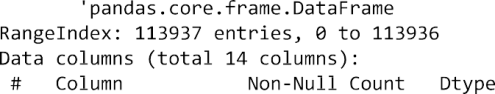 'pandas.core.frame.DataFrame
RangeIndex: 113937 entries, 0 to 113936
Data columns (total 14 columns):
# Column Non-Null Count Dtype